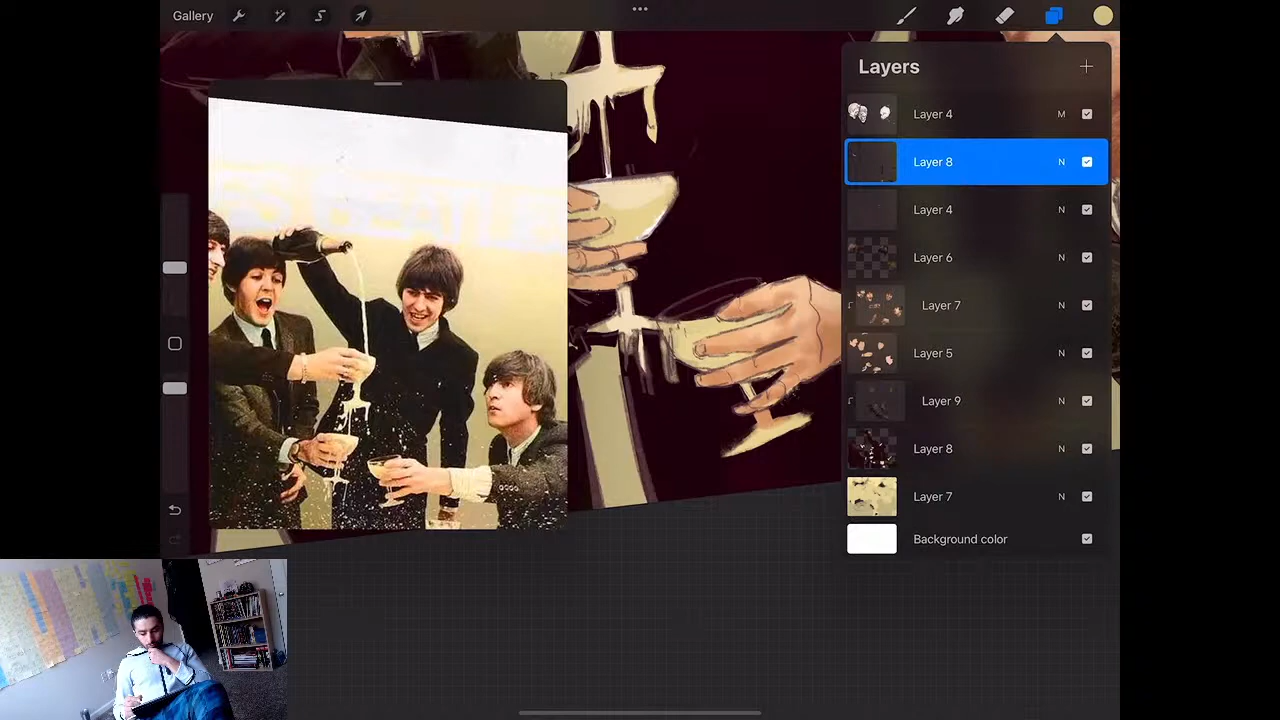 Gallery
Layers
Layer 4 M
Layer 8 N
Layer 4 N
Layer 6 N
Layer 7 N
Layer 5 N
Layer 9 N
Layer 8 N
Layer 7 N
Background color
BEATLE